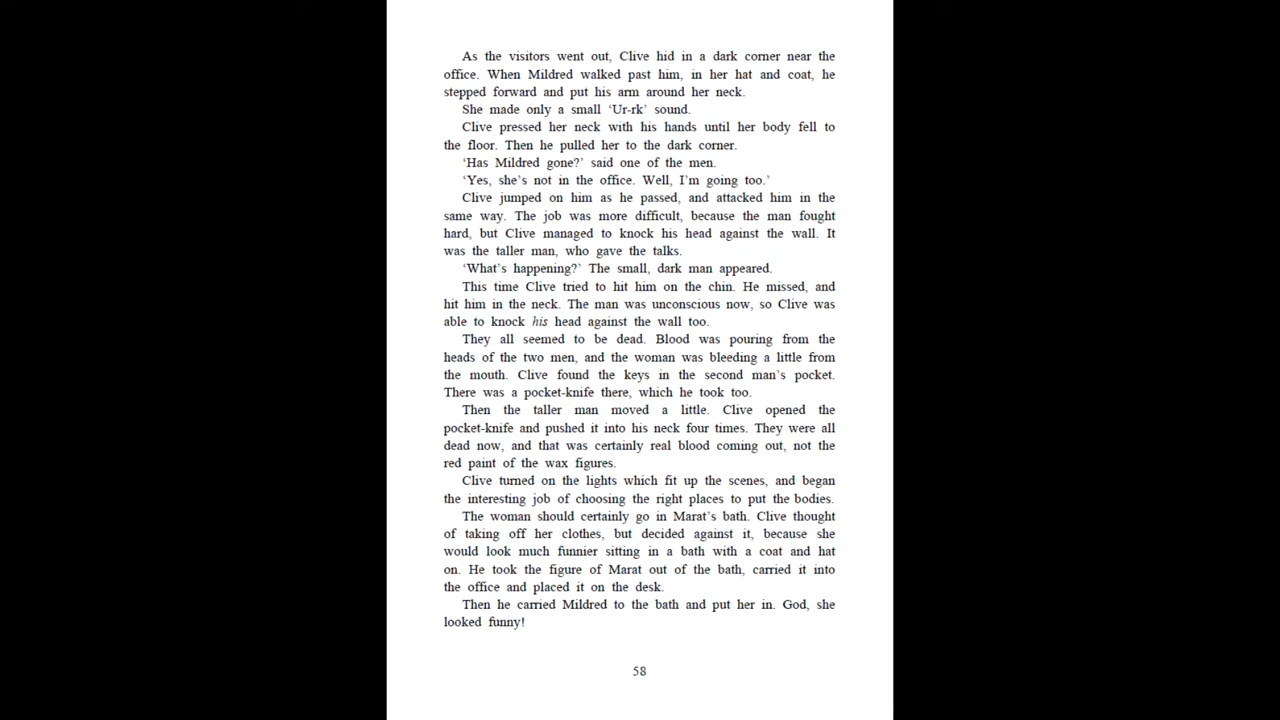 As the visitors went out, Clive hid in a dark corner near the
office. When Mildred walked past him, in her hat and coat, he
stepped forward and put his arm around her neck.
She made only a small ‘Ur-rk’ sound.
Clive pressed her neck with his hands until her body fell to
the floor. Then he pulled her to the dark corner.
‘Has Mildred gone?’ said one of the men.
‘Yes, she’s not in the office. Well, I’m going too.’
Clive jumped on him as he passed, and attacked him in the
same way. The job was more difficult, because the man fought
hard, but Clive managed to knock his head against the wall. It
was the taller man, who gave the talks.
‘What’s happening?’ The small, dark man appeared.
This time Clive tried to hit him on the chin. He missed, and
hit him in the neck. The man was unconscious now, so Clive was
able to knock his head against the wall too.
They all seemed to be dead. Blood was pouring from the
heads of the two men, and the woman was bleeding a little from
the mouth. Clive found the keys in the second man’s pocket.
There was a pocket-knife there, which he took too.
Then the taller man moved a little. Clive opened the
pocket-knife and pushed it into his neck four times. They were all
dead now, and that was certainly real blood coming out, not the
red paint of the wax figures.
Clive turned on the lights which fit up the scenes, and began
the interesting job of choosing the right places to put the bodies.
The woman should certainly go in Marat’s bath. Clive thought
of taking off her clothes, but decided against it, because she
would look much funnier sitting in a bath with a coat and hat
on. He took the figure of Marat out of the bath, carried it into
the office and placed it on the desk.
Then he carried Mildred to the bath and put her in. God, she
looked funny!
58